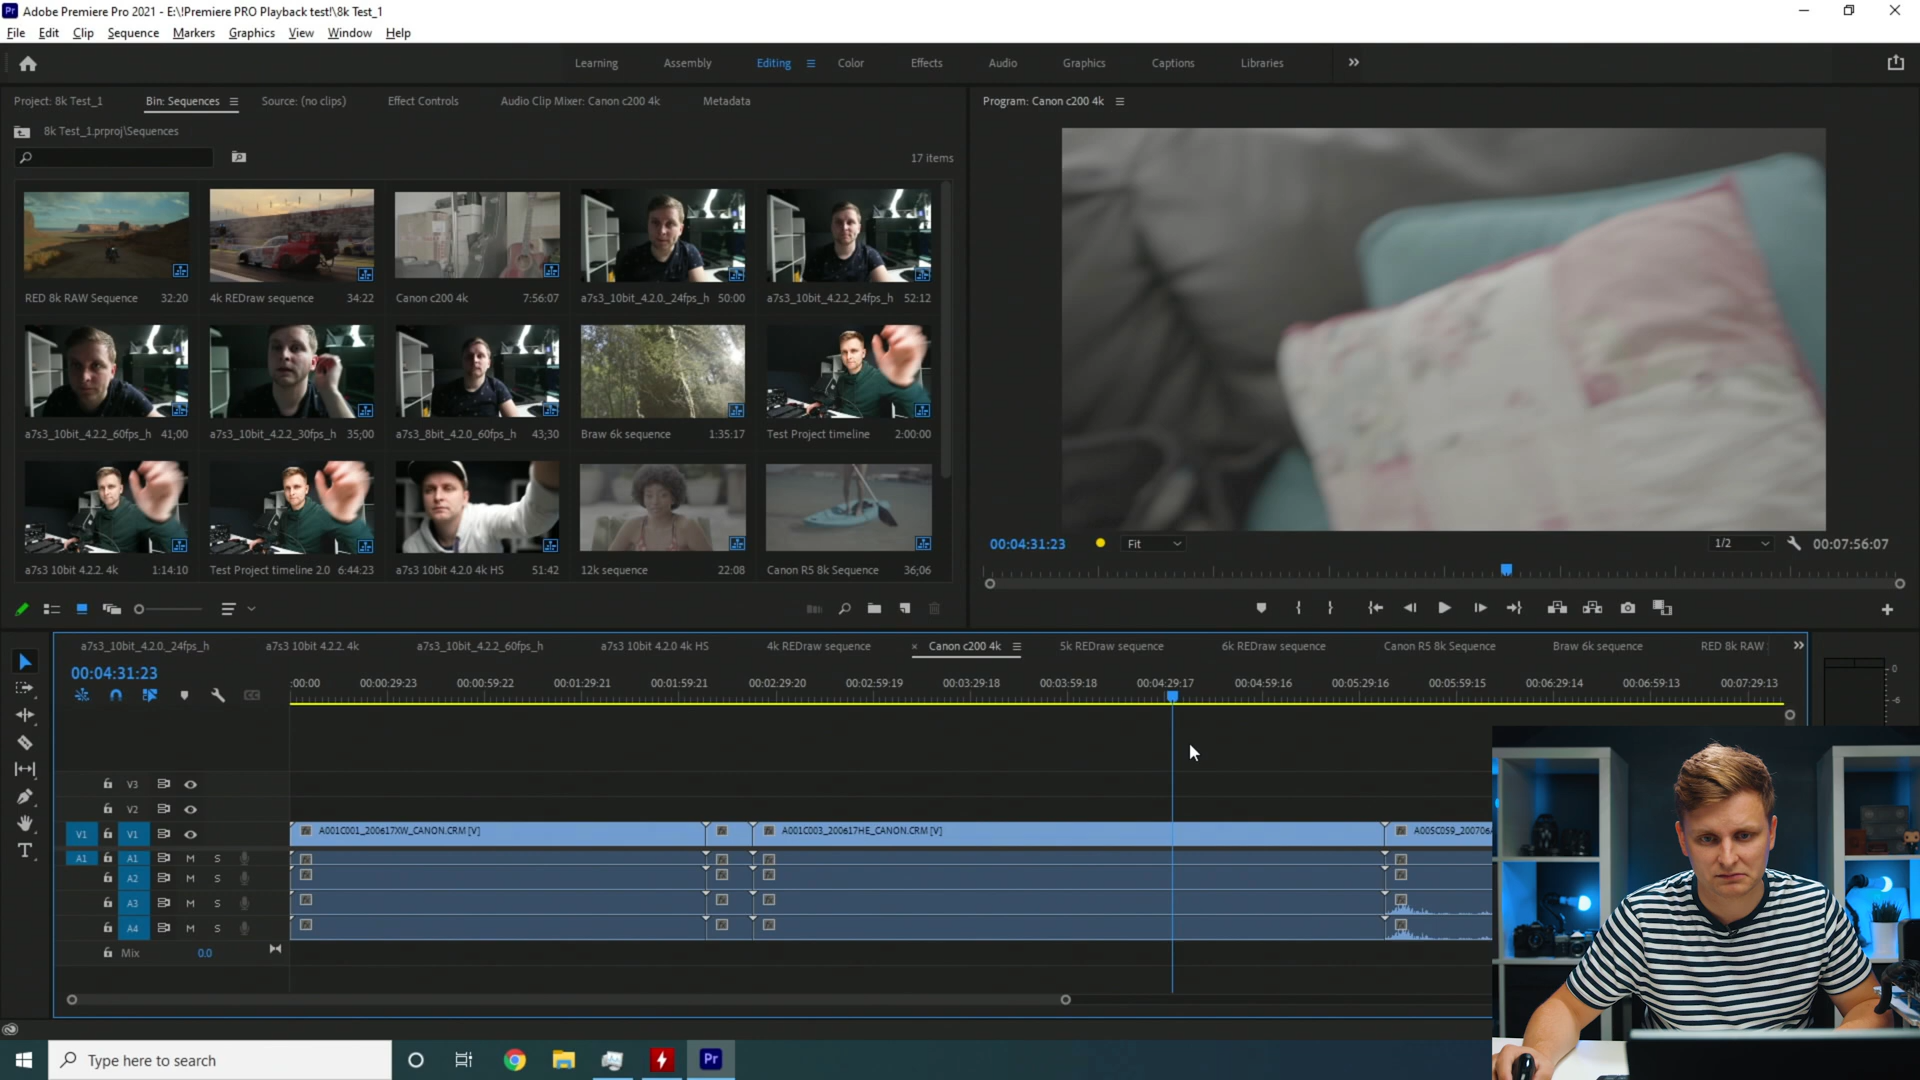 Pr Adobe Premiere Pro 2021 - E:\!Premiere PRO Playback test!\8k Test_1
File Edit Clip Sequence Markers Graphics View Window Help
Learning Assembly Editing Color Effects Audio Graphics Captions Libraries
Project: 8k Test_1 Bin: Sequences Source: (no clips) Effect Controls Audio Clip Mixer: Canon c200 4k Metadata
Program: Canon c200 4k
8k Test_1.prproj\Sequences
17 items
RED 8k RAW Sequence 32:20
4k REDraw sequence 34:22
Canon c200 4k 7:56:07
a7s3_10bit_4.2.0._24fps_h 50:00
a7s3_10bit_4.2.2_24fps_h 52:12
a7s3_10bit_4.2.2_60fps_h 41;00
a7s3_10bit_4.2.2_30fps_h 35;00
a7s3_8bit_4.2.0_60fps_h 43;30
Braw 6k sequence 1:35:17
Test Project timeline 2:00:00
a7s3 10bit 4.2.2. 4k 1:14:10
Test Project timeline 2.0 6:44:23
a7s3 10bit 4.2.0 4k HS 51:42
12k sequence 22:08
Canon R5 8k Sequence 36;06
00:04:31:23 Fit 1/2 00:07:56:07
a7s3_10bit_4.2.0._24fps_h a7s3 10bit 4.2.2. 4k a7s3_10bit_4.2.2_60fps_h a7s3 10bit 4.2.0 4k HS 4k REDraw sequence × Canon c200 4k 5k REDraw sequence 6k REDraw sequence Canon R5 8k Sequence Braw 6k sequence RED 8k RAW
00:04:31:23
:00:00 00:00:29:23 00:00:59:22 00:01:29:21 00:01:59:21 00:02:29:20 00:02:59:19 00:03:29:18 00:03:59:18 00:04:29:17 00:04:59:16 00:05:29:16 00:05:59:15 00:06:29:14 00:06:59:13 00:07:29:13
0
-6
V3
V2
V1 V1 A001C001_200617XW_CANON.CRM [V] A001C003_200617HE_CANON.CRM [V] A005C059_200706
A1 A1 M S
A2 M S
A3 M S
A4 M S
Mix 0.0
Type here to search
Pr